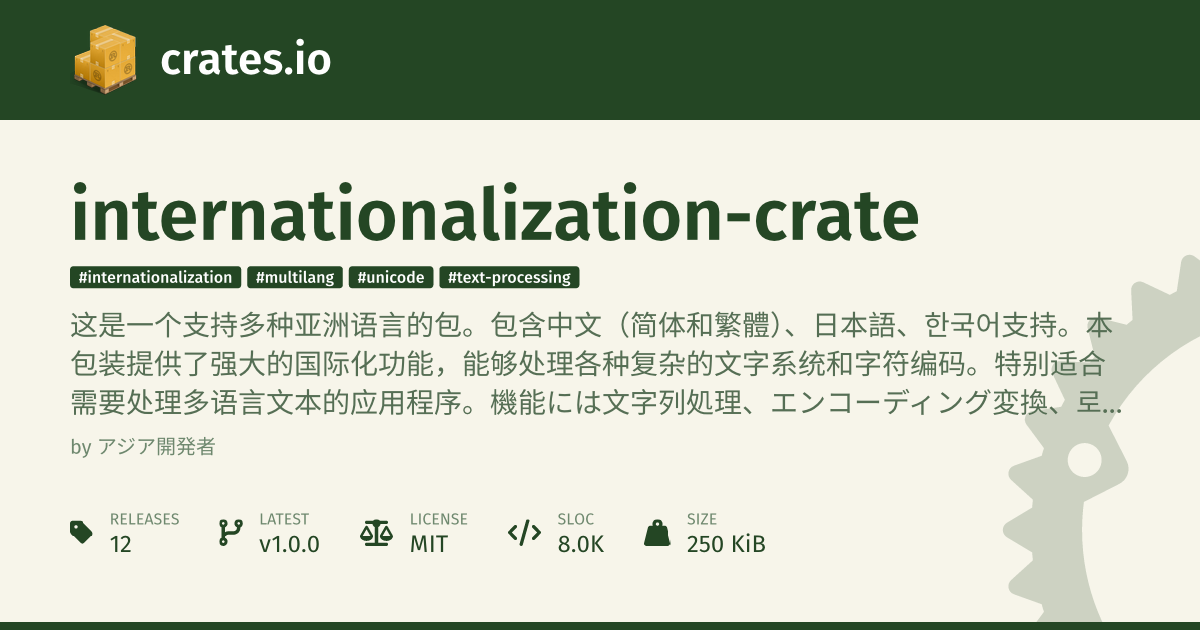 crates.io
internationalization-crate
#internationalization #multilang #unicode #text-processing
这是一个支持多种亚洲语言的包。包含中文（简体和繁體）、日本語、한국어支持。本
包装提供了强大的国际化功能，能够处理各种复杂的文字系统和字符编码。特别适合
需要处理多语言文本的应用程序。機能には文字列処理、エンコーディング変換、로…
by アジア開発者
RELEASES LATEST LICENSE SLOC SIZE
12 v1.0.0 MIT 8.0K 250 KiB